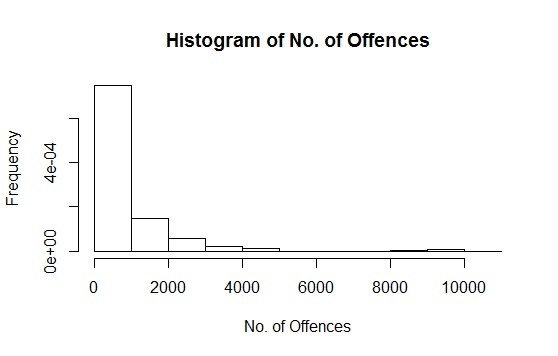 Histogram of No. of Offences
Frequency
0e+00
4e-04
0
2000
4000
6000
8000
10000
No. of Offences